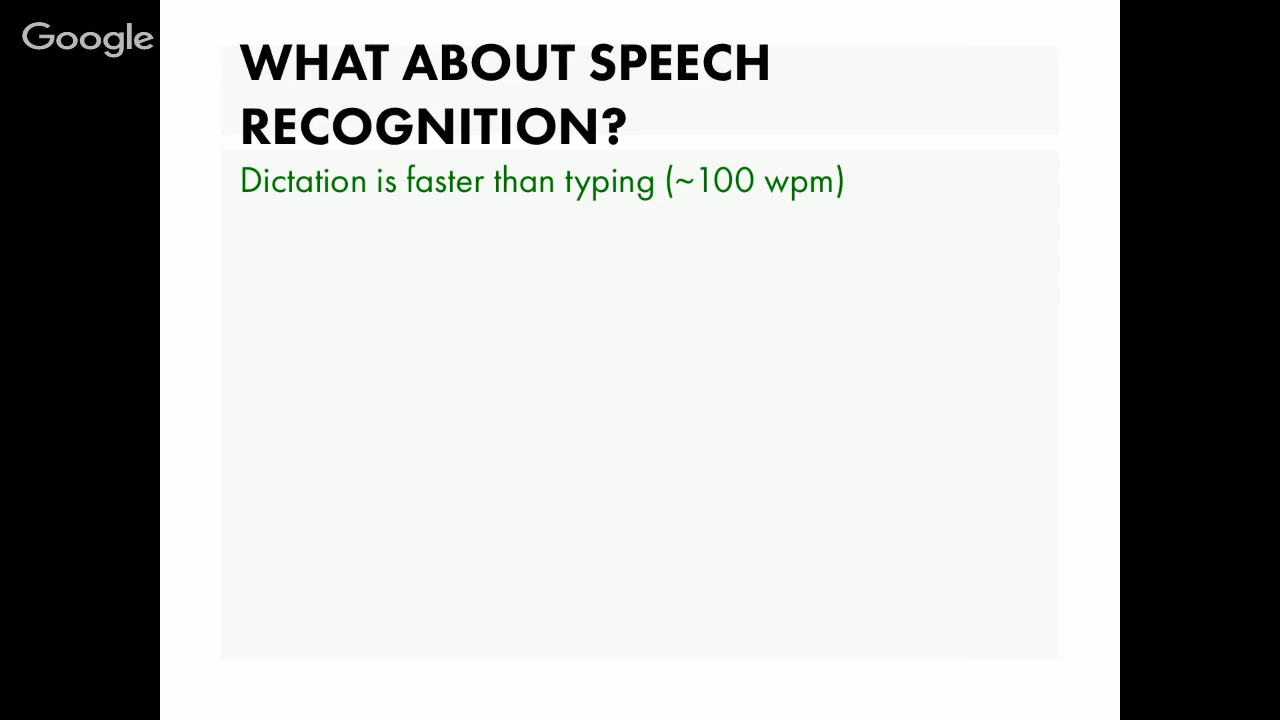 Google
WHAT ABOUT SPEECH
RECOGNITION?
Dictation is faster than typing (~100 wpm)